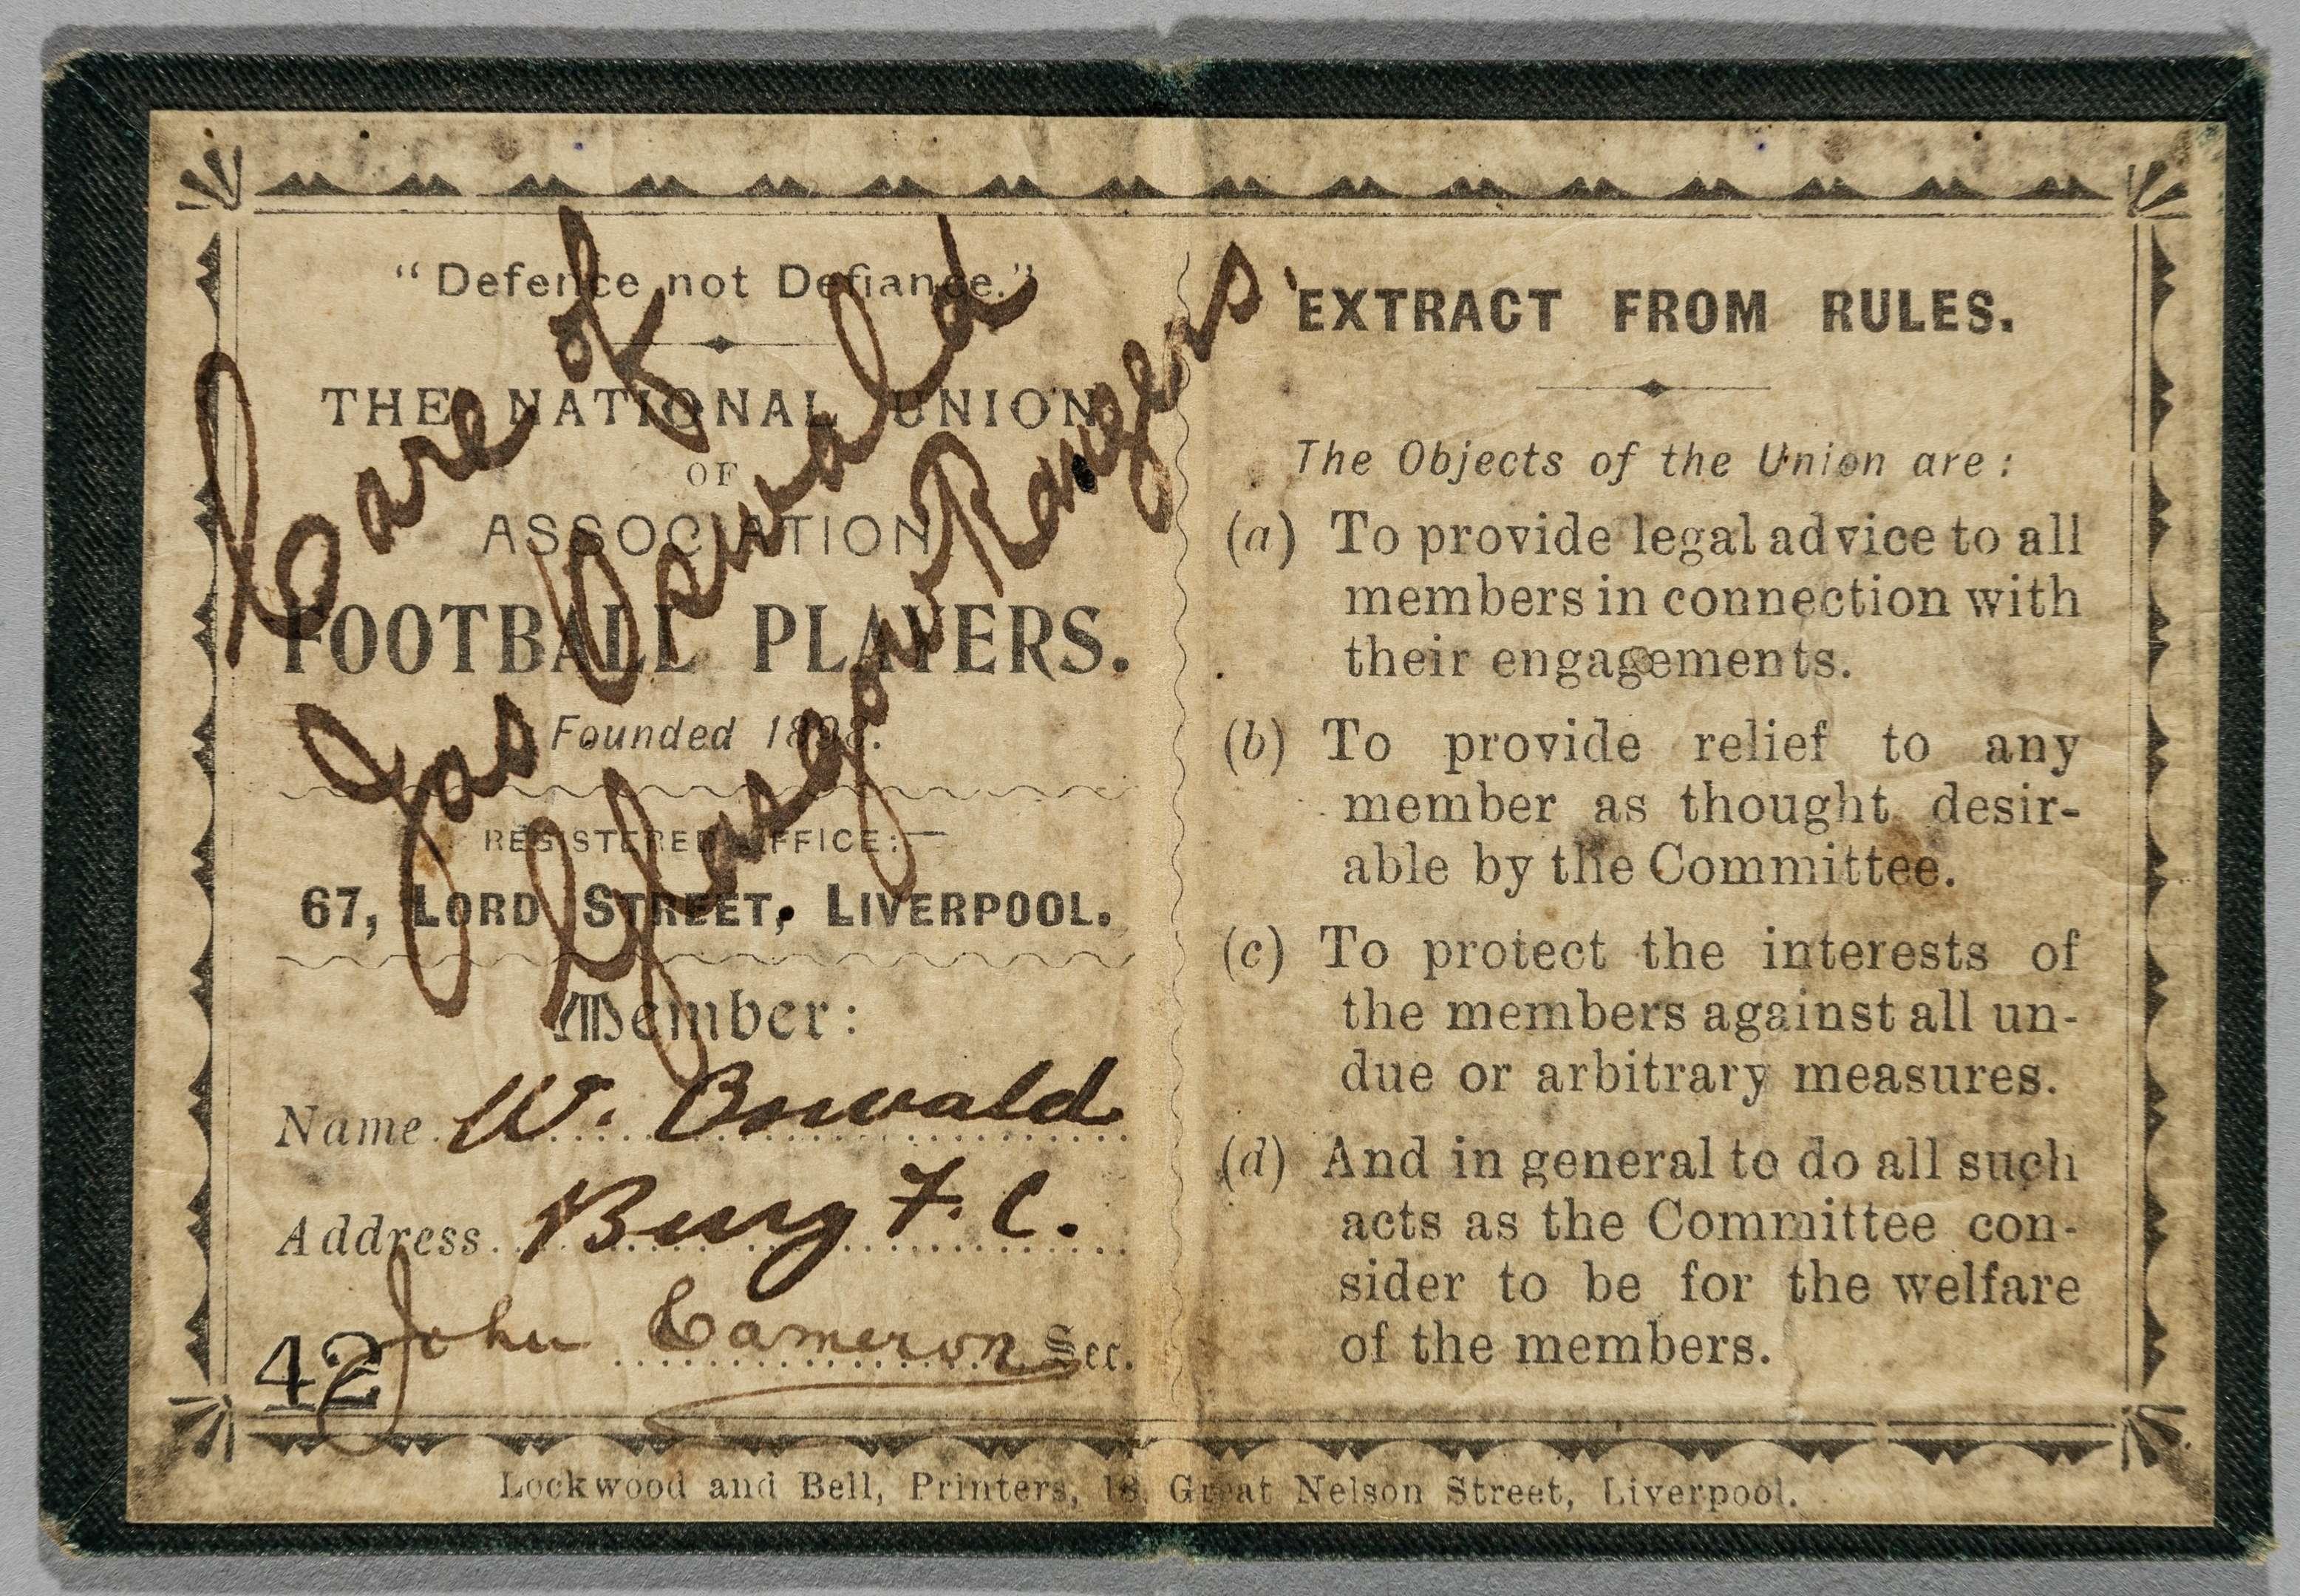 "Defence not Defiance."
THE NATIONAL UNION
OF
ASSOCIATION
FOOTBALL PLAYERS.
Founded 1898.
REGISTERED OFFICE:—
67, LORD STREET, LIVERPOOL.
Member:
Name W. Oswald
Address Bury F. C.
42 John Cameron Sec.
Care of
Jas Oswald
Glasgow Rangers
EXTRACT FROM RULES.
The Objects of the Union are:
(a) To provide legal advice to all
members in connection with
their engagements.
(b) To provide relief to any
member as thought desir-
able by the Committee.
(c) To protect the interests of
the members against all un-
due or arbitrary measures.
(d) And in general to do all such
acts as the Committee con-
sider to be for the welfare
of the members.
Lockwood and Bell, Printers, 18, Great Nelson Street, Liverpool.